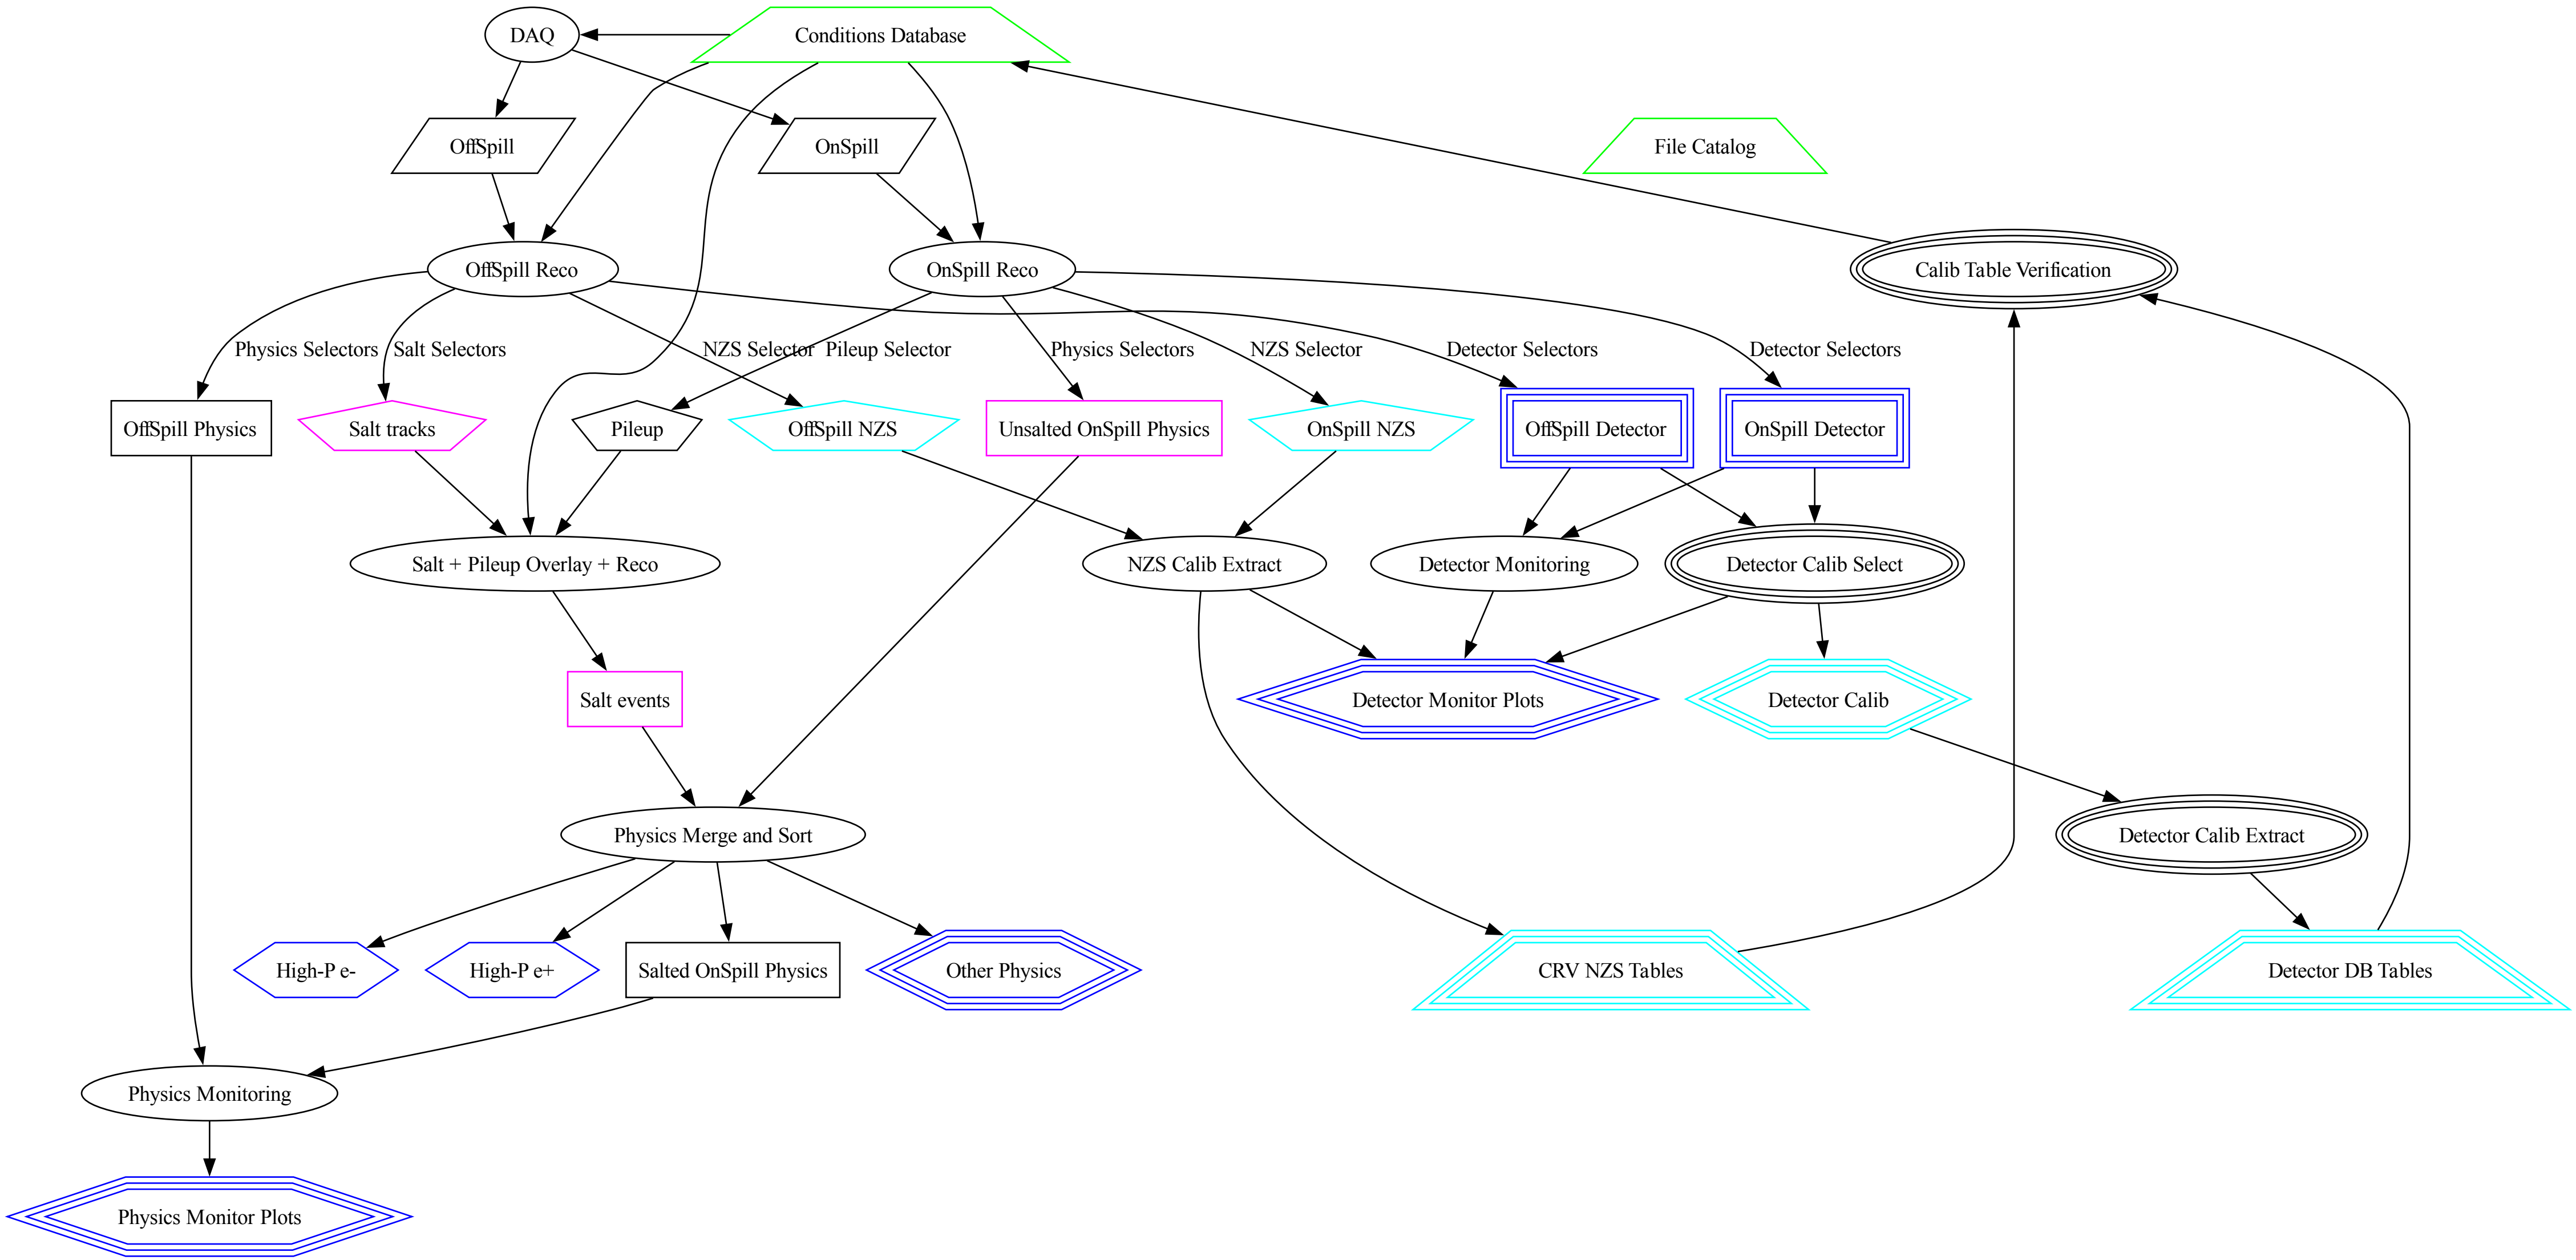 DAQ
Conditions Database
OffSpill
OnSpill
File Catalog
OffSpill Reco
OnSpill Reco
Calib Table Verification
Physics Selectors
Salt Selectors
NZS Selector
Pileup Selector
Physics Selectors
NZS Selector
Detector Selectors
Detector Selectors
OffSpill Physics
Salt tracks
Pileup
OffSpill NZS
Unsalted OnSpill Physics
OnSpill NZS
OffSpill Detector
OnSpill Detector
Salt + Pileup Overlay + Reco
NZS Calib Extract
Detector Monitoring
Detector Calib Select
Salt events
Detector Monitor Plots
Detector Calib
Physics Merge and Sort
Detector Calib Extract
High-P e-
High-P e+
Salted OnSpill Physics
Other Physics
CRV NZS Tables
Detector DB Tables
Physics Monitoring
Physics Monitor Plots